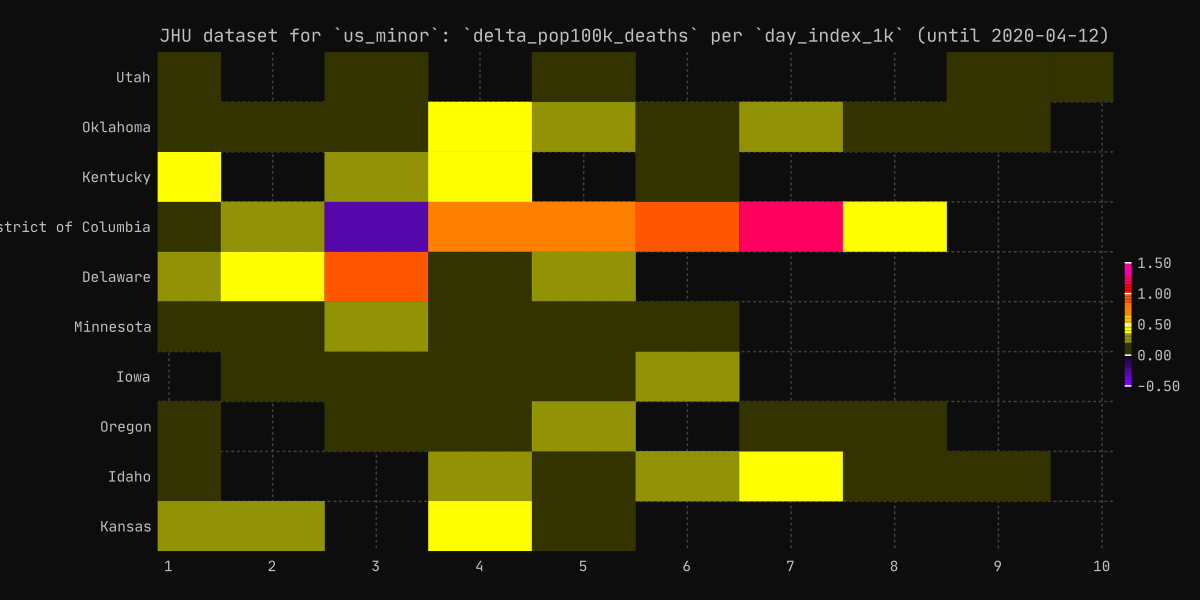 JHU dataset for `us_minor`: `delta_pop100k_deaths` per `day_index_1k` (until 2020-04-12)
Utah
Oklahoma
Kentucky
strict of Columbia
Delaware
Minnesota
Iowa
Oregon
Idaho
Kansas
1 2 3 4 5 6 7 8 9 10
1.50
1.00
0.50
0.00
-0.50